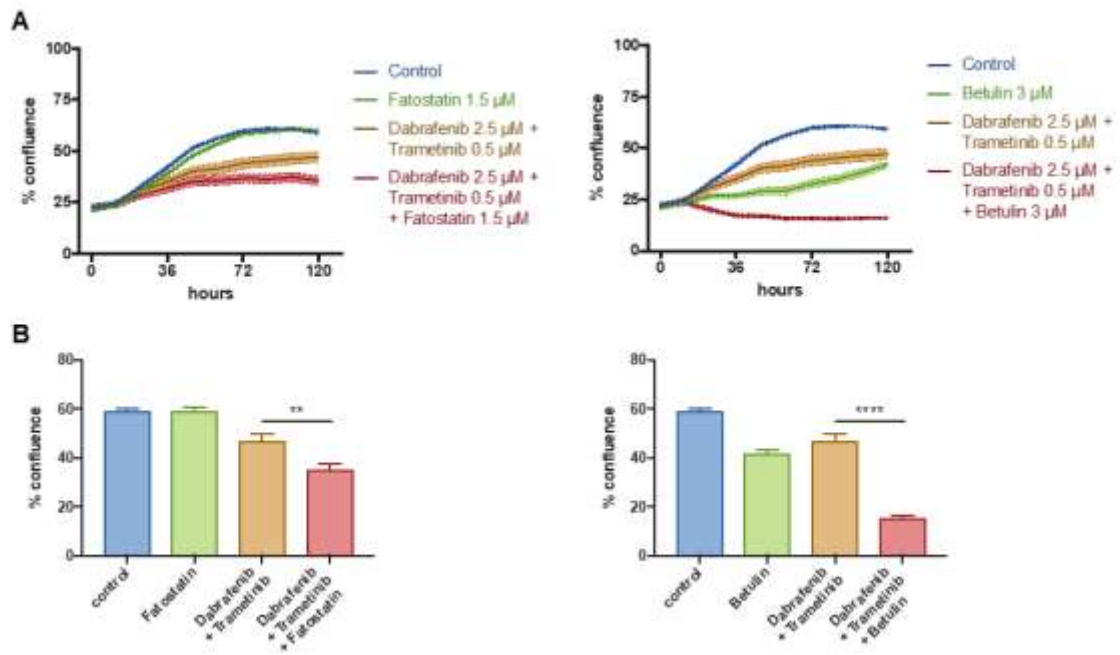 A
100
75
50
25
0
% confluence
0
36
72
120
hours
Control
Fatostatin 1.5 µM
Dabrafenib 2.5 µM +
Trametinib 0.5 µM
Dabrafenib 2.5 µM +
Trametinib 0.5 µM
+ Fatostatin 1.5 µM
100
75
50
25
0
% confluence
0
36
72
120
hours
Control
Betulin 3 µM
Dabrafenib 2.5 µM +
Trametinib 0.5 µM
Dabrafenib 2.5 µM +
Trametinib 0.5 µM
+ Betulin 3 µM
B
80
60
40
20
0
% confluence
**
control
Fatostatin
Dabrafenib
+ Trametinib
Dabrafenib
+ Trametinib
+ Fatostatin
80
60
40
20
0
% confluence
****
control
Betulin
Dabrafenib
+ Trametinib
Dabrafenib
+ Trametinib
+ Betulin